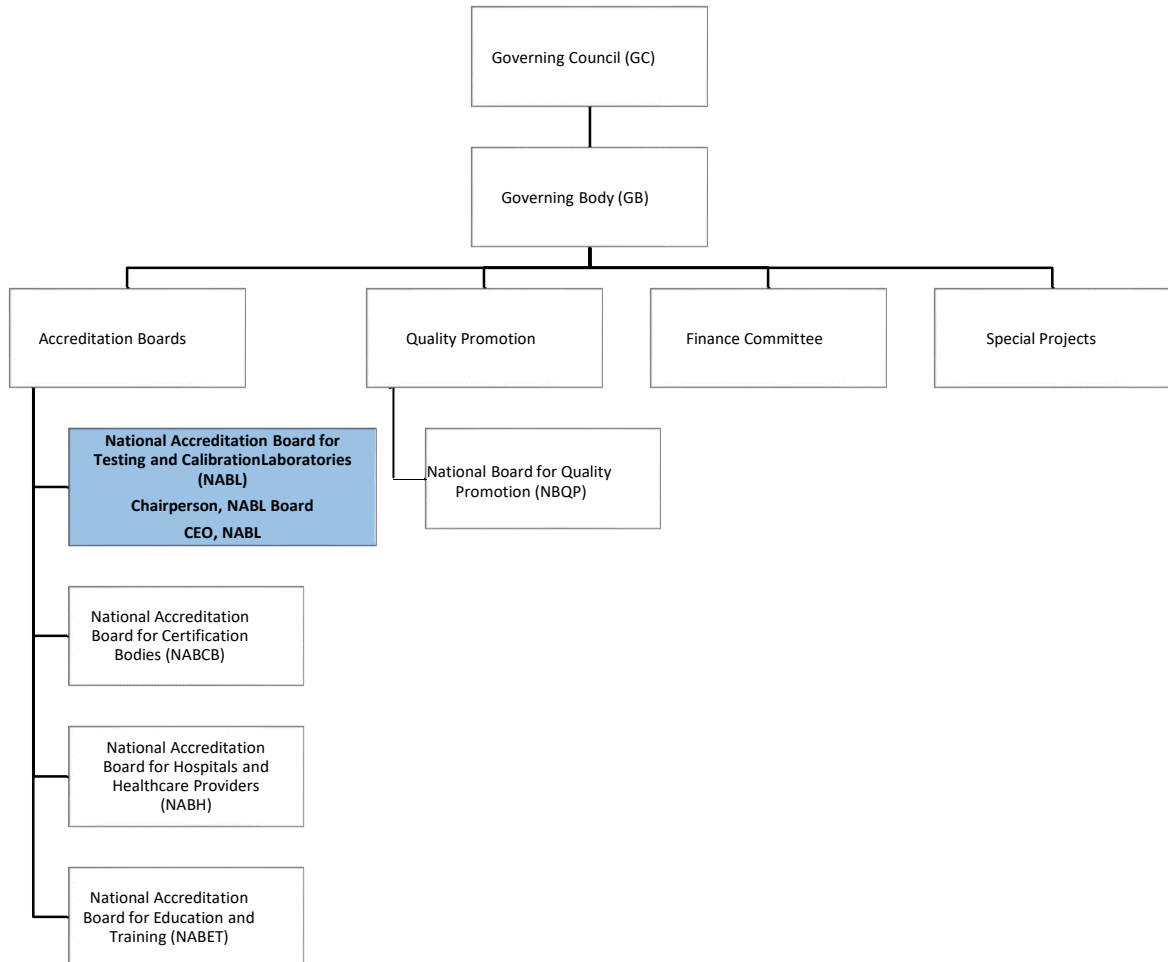 Governing Council (GC)
Governing Body (GB)
Accreditation Boards
Quality Promotion
Finance Committee
Special Projects
National Accreditation Board for
Testing and CalibrationLaboratories
(NABL)
Chairperson, NABL Board
CEO, NABL
National Board for Quality
Promotion (NBQP)
National Accreditation
Board for Certification
Bodies (NABCB)
National Accreditation
Board for Hospitals and
Healthcare Providers
(NABH)
National Accreditation
Board for Education and
Training (NABET)